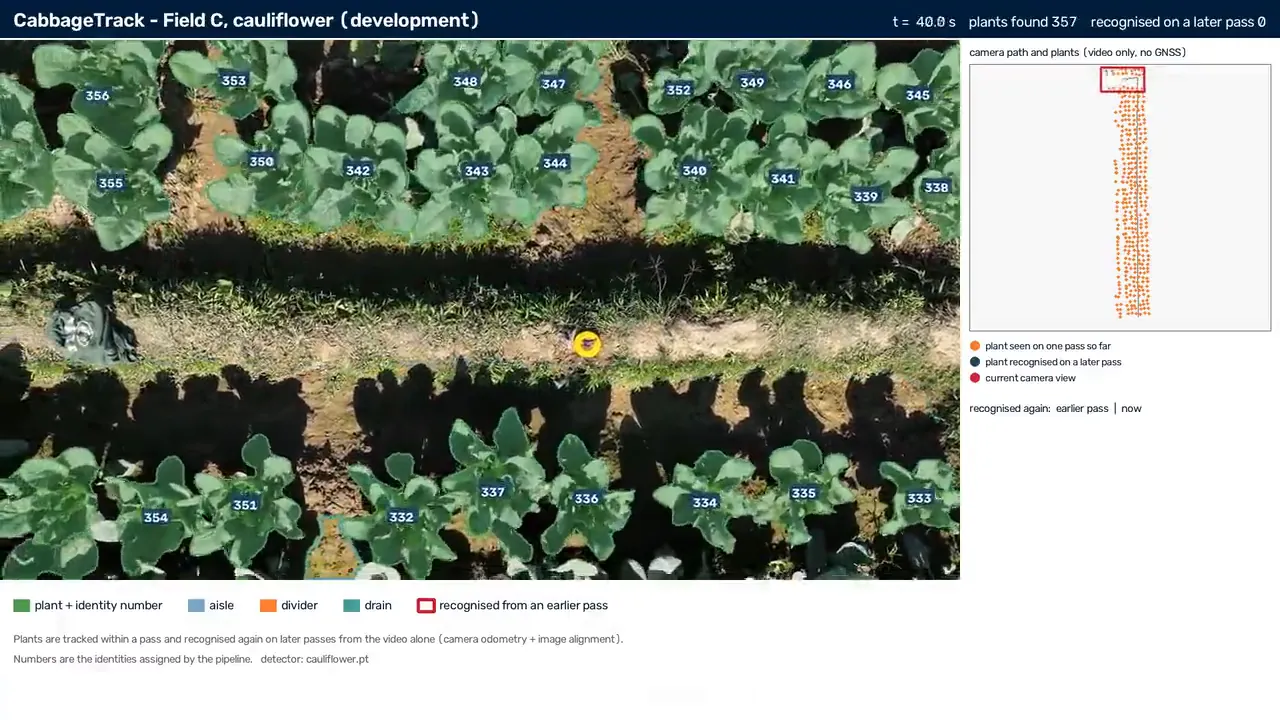 CabbageTrack - Field C, cauliflower (development)
t = 40.0 s plants found 357 recognised on a later pass 0
camera path and plants (video only, no GNSS)
356
353
348
347
352
349
346
345
350
342
343
344
340
341
339
338
355
plant seen on one pass so far
plant recognised on a later pass
current camera view
recognised again: earlier pass | now
354
351
332
337
336
334
335
333
plant + identity number
aisle
divider
drain
recognised from an earlier pass
Plants are tracked within a pass and recognised again on later passes from the video alone (camera odometry + image alignment).
Numbers are the identities assigned by the pipeline. detector: cauliflower.pt